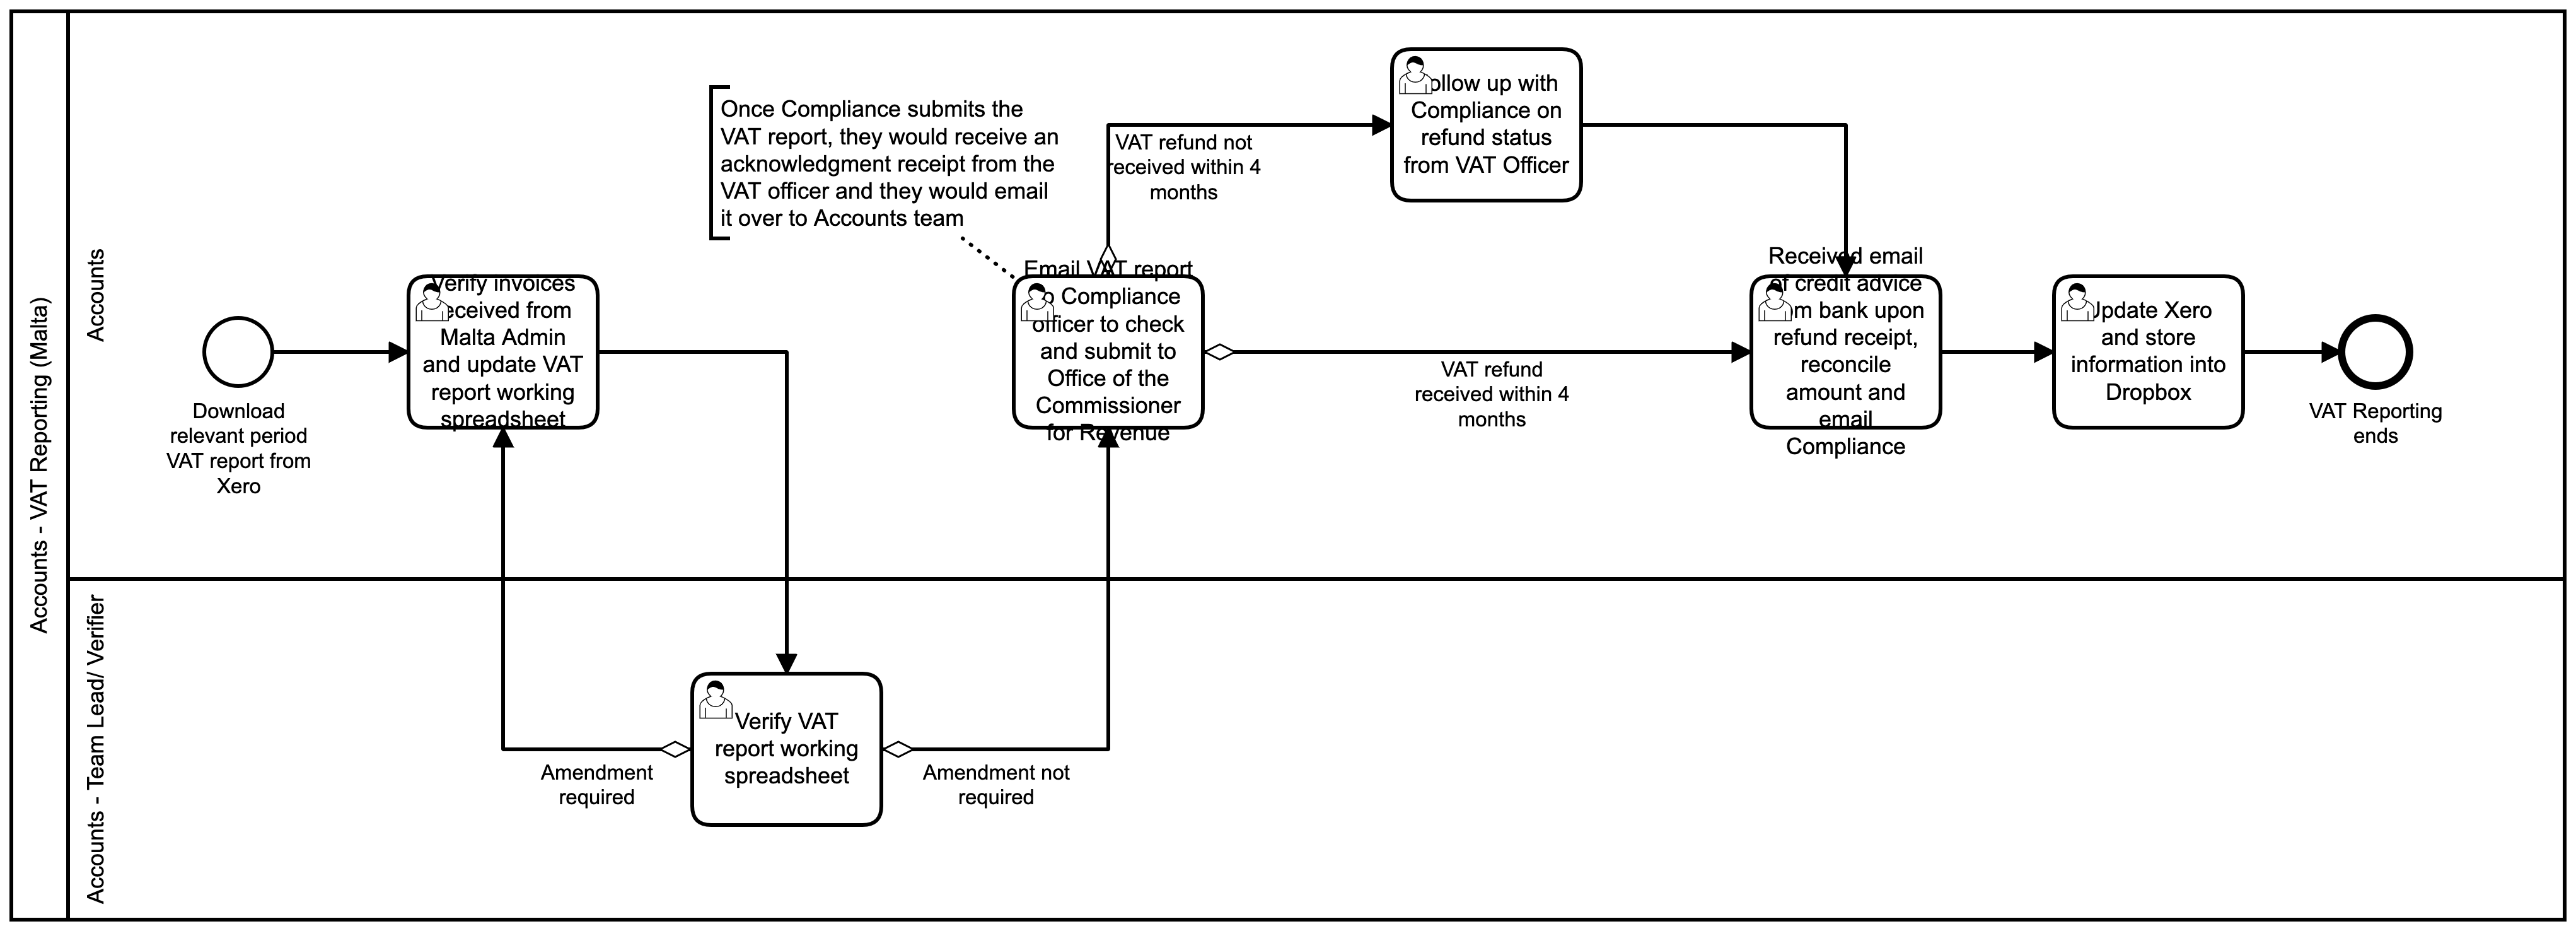 Accounts - VAT Reporting (Malta)
Accounts
Download
relevant period
VAT report from
Xero
Verify invoices
received from
Malta Admin
and update VAT
report working
spreadsheet
Once Compliance submits the
VAT report, they would receive an
acknowledgment receipt from the
VAT officer and they would email
it over to Accounts team
Email VAT report
to Compliance
officer to check
and submit to
Office of the
Commissioner
for Revenue
VAT refund not
received within 4
months
Follow up with
Compliance on
refund status
from VAT Officer
VAT refund
received within 4
months
Received email
of credit advice
from bank upon
refund receipt,
reconcile
amount and
email
Compliance
Update Xero
and store
information into
Dropbox
VAT Reporting
ends
Accounts - Team Lead/ Verifier
Verify VAT
report working
spreadsheet
Amendment
required
Amendment not
required